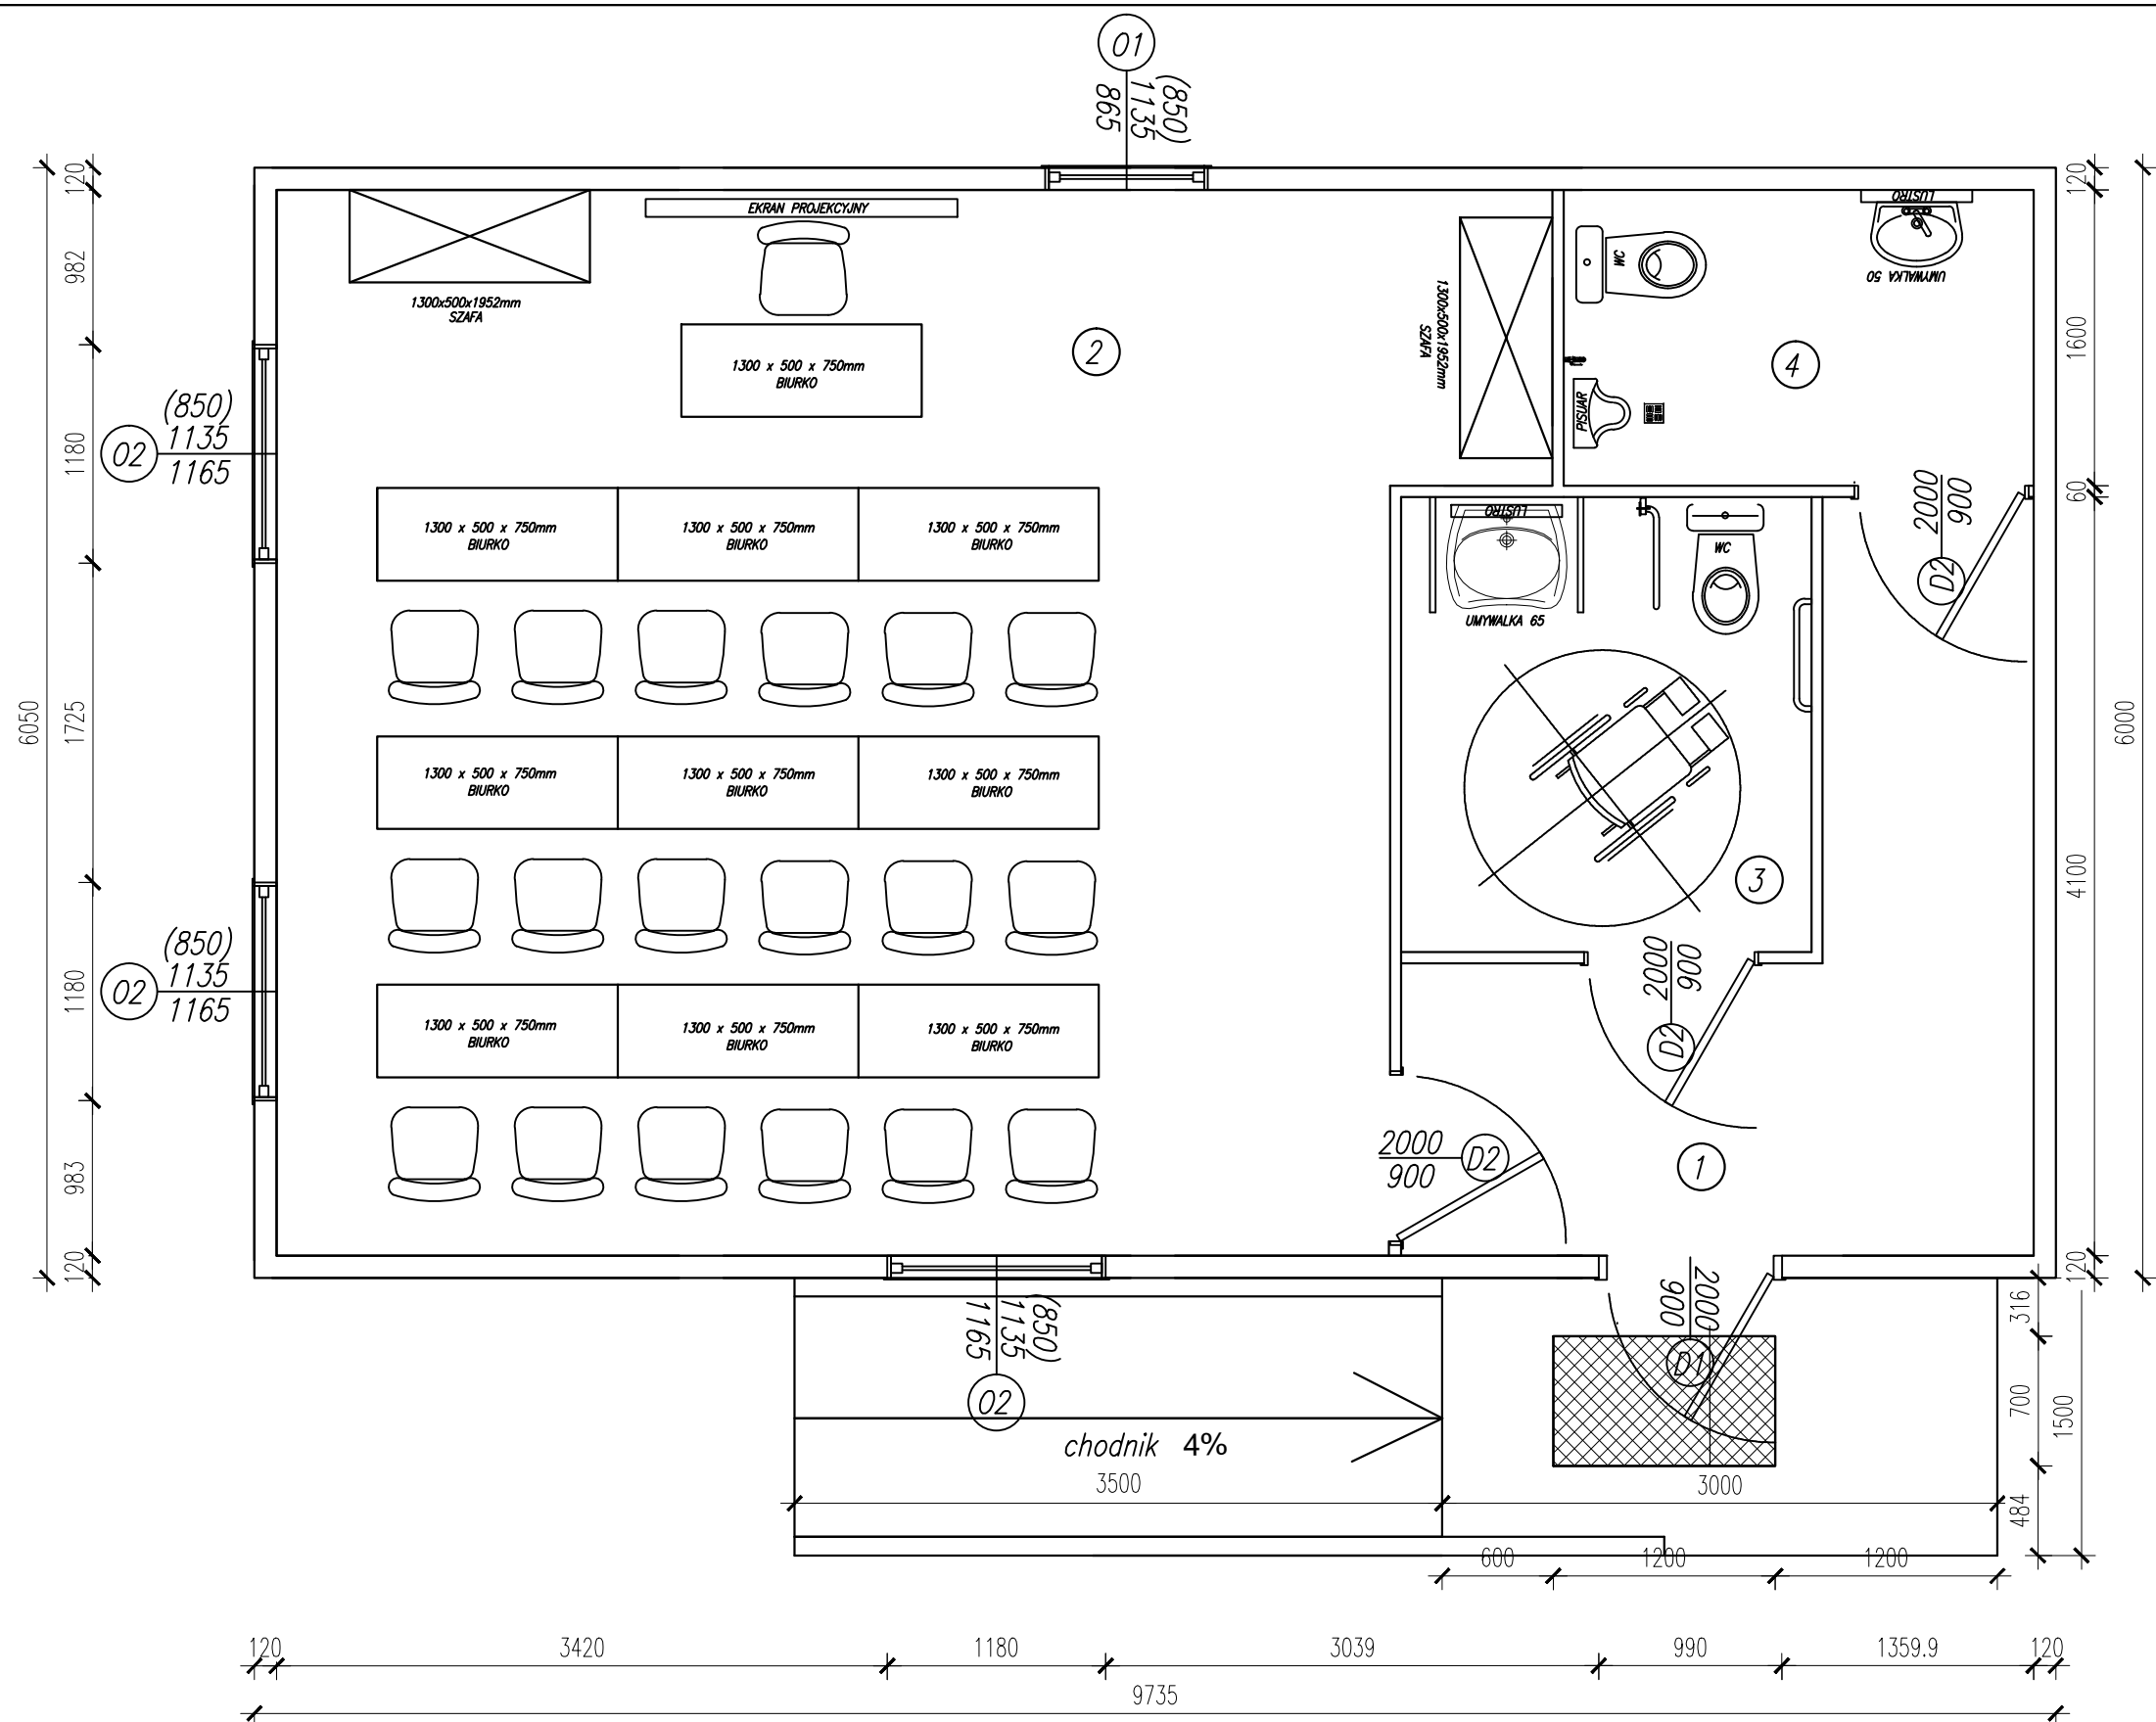 01
(850)
1135
865
120
982
1180
1725
1180
983
120
6050
02
(850)
1135
1165
02
(850)
1135
1165
EKRAN PROJEKCYJNY
1300x500x1952mm
SZAFA
1300 x 500 x 750mm
BIURKO
2
1300x500x1952mm
SZAFA
WC
LUSTRO
UMYWALKA 50
PISUAR
4
120
1600
60
4100
120
6000
2000
900
D2
1300 x 500 x 750mm
BIURKO
1300 x 500 x 750mm
BIURKO
1300 x 500 x 750mm
BIURKO
LUSTRO
UMYWALKA 65
WC
1300 x 500 x 750mm
BIURKO
1300 x 500 x 750mm
BIURKO
1300 x 500 x 750mm
BIURKO
3
2000
900
D2
1300 x 500 x 750mm
BIURKO
1300 x 500 x 750mm
BIURKO
1300 x 500 x 750mm
BIURKO
2000
900
D2
1
(850)
1135
1165
02
2000
900
D1
chodnik 4%
3500
3000
316
700
484
1500
600
1200
1200
120
3420
1180
3039
990
1359.9
120
9735